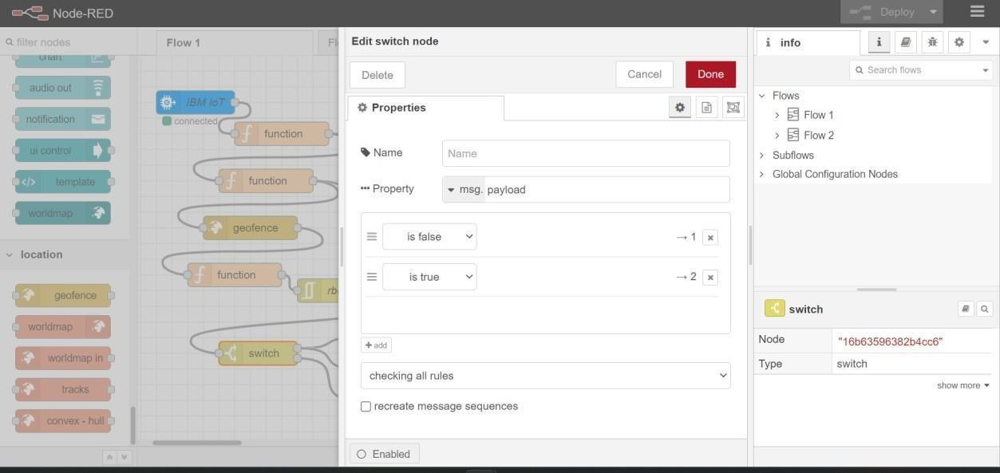 Node-RED
Deploy
filter nodes
chart
audio out
notification
ui control
template
worldmap
location
geofence
worldmap
worldmap in
tracks
convex - hull
Flow 1
Fl
IBM IoT
connected
function
function
geofence
function
rb
switch
Edit switch node
Delete
Cancel
Done
Properties
Name
Name
Property
msg. payload
is false
→ 1
is true
→ 2
add
checking all rules
recreate message sequences
Enabled
info
Search flows
Flows
Flow 1
Flow 2
Subflows
Global Configuration Nodes
switch
Node
"16b63596382b4cc6"
Type
switch
show more